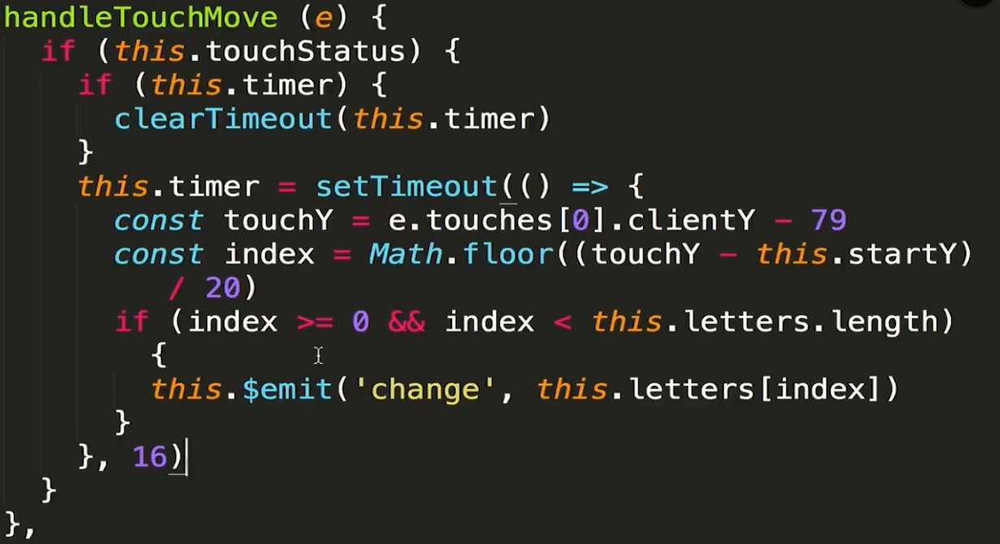 handleTouchMove (e) {
if (this.touchStatus) {
if (this.timer) {
clearTimeout(this.timer)
}
this.timer = setTimeout(() => {
const touchY = e.touches[0].clientY - 79
const index = Math.floor((touchY - this.startY)
/ 20)
if (index >= 0 && index < this.letters.length)
{
this.$emit('change', this.letters[index])
}
}, 16)
}
},